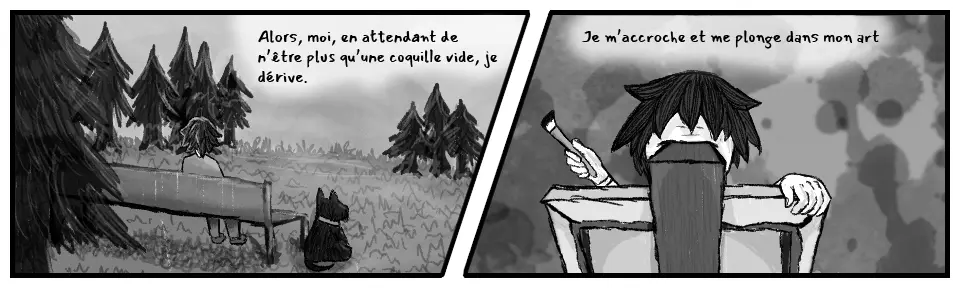 Alors, moi, en attendant de
n'être plus qu'une coquille vide, je
dérive.
Je m'accroche et me plonge dans mon art